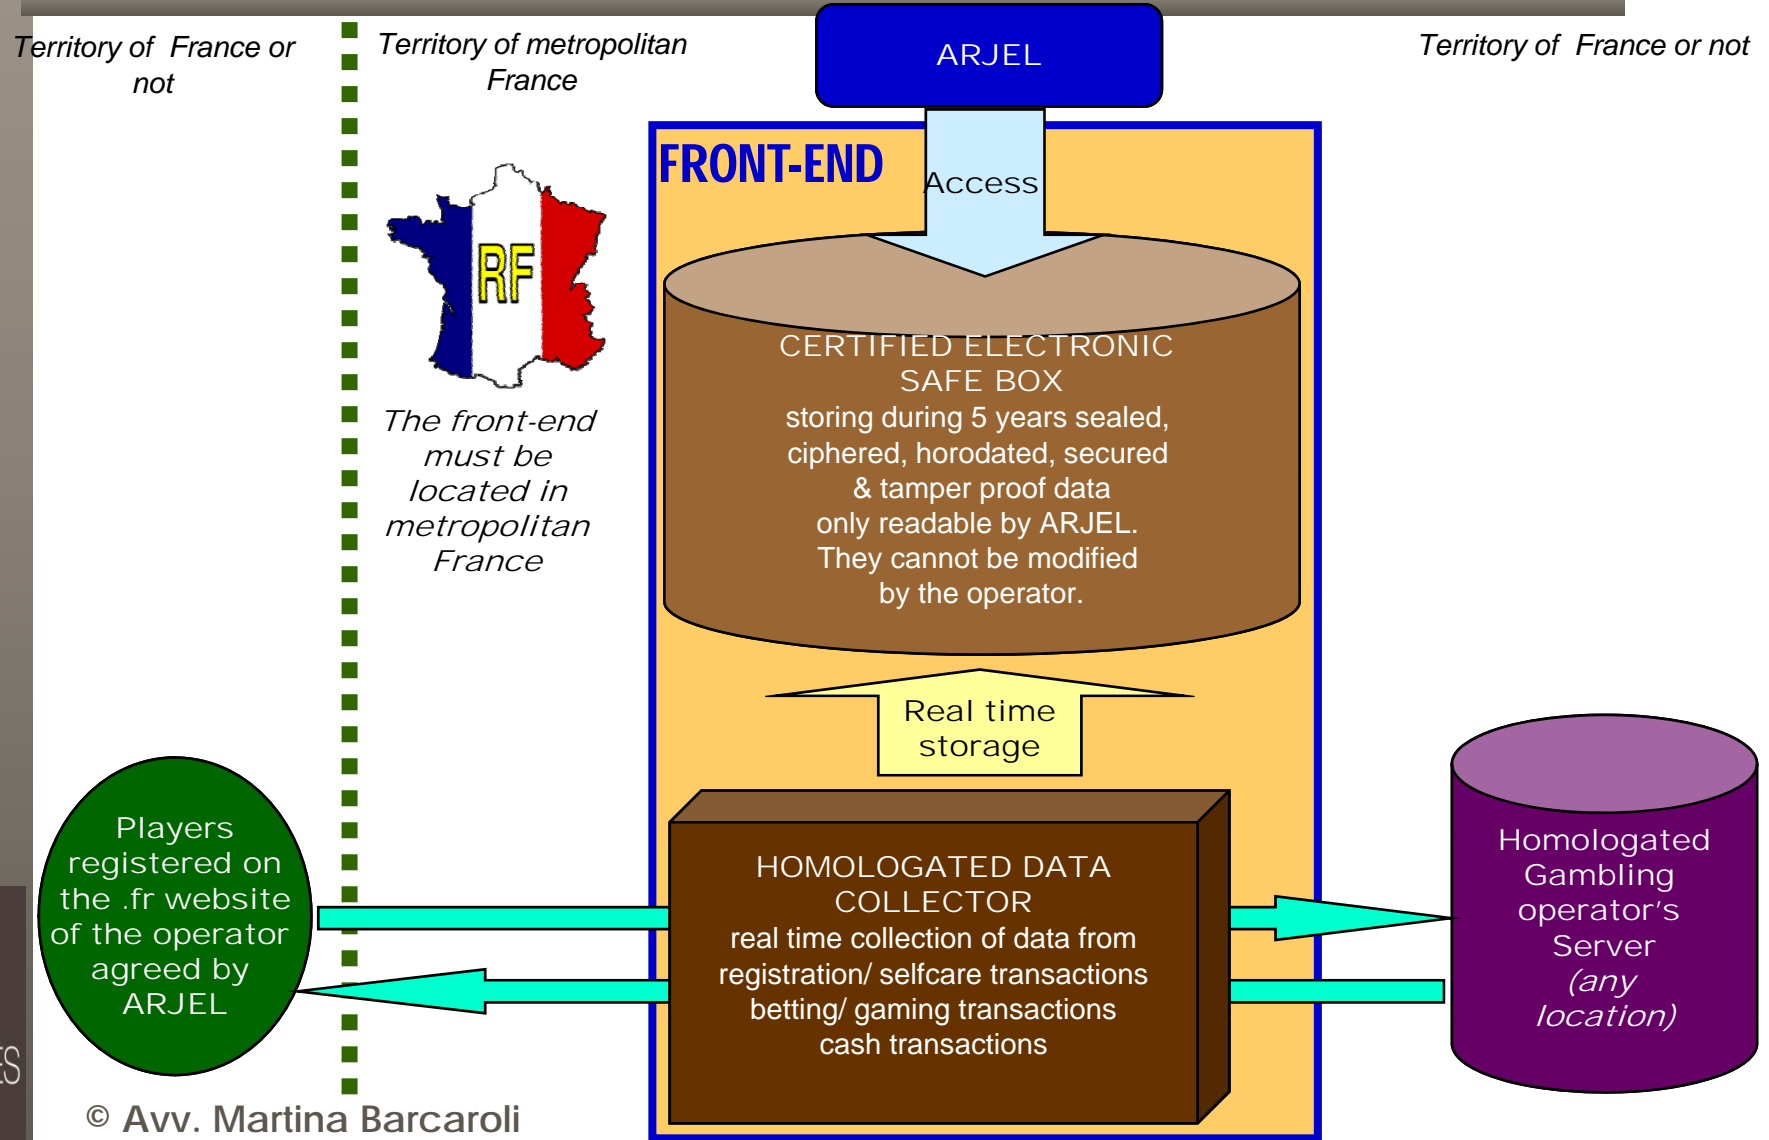 Territory of France or
not
Territory of metropolitan
France
ARJEL
Territory of France or not
FRONT-END
Access
RF
The front-end
must be
located in
metropolitan
France
CERTIFIED ELECTRONIC
SAFE BOX
storing during 5 years sealed,
ciphered, horodated, secured
& tamper proof data
only readable by ARJEL.
They cannot be modified
by the operator.
Real time
storage
Players
registered on
the .fr website
of the operator
agreed by
ARJEL
HOMOLOGATED DATA
COLLECTOR
real time collection of data from
registration/ selfcare transactions
betting/ gaming transactions
cash transactions
Homologated
Gambling
operator's
Server
(any
location)
ES
© Avv. Martina Barcaroli